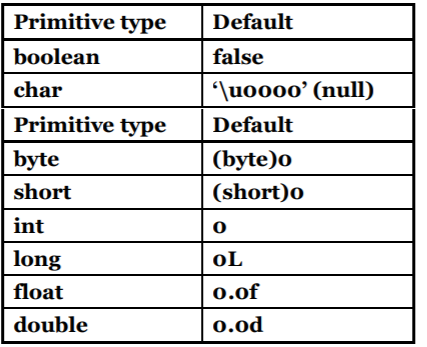 Primitive type Default
boolean false
char ‘\u0000’ (null)
Primitive type Default
byte (byte)0
short (short)0
int 0
long 0L
float 0.0f
double 0.0d